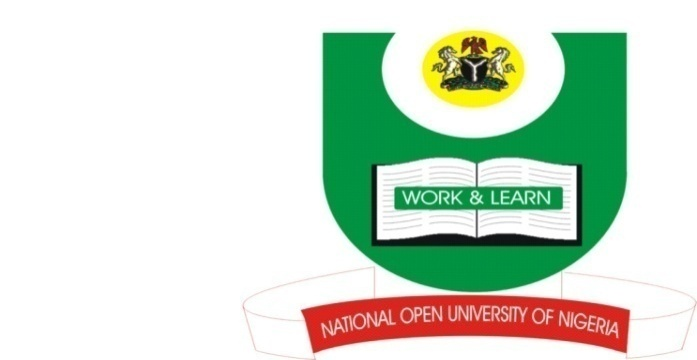 WORK & LEARN
NATIONAL OPEN UNIVERSITY OF NIGERIA